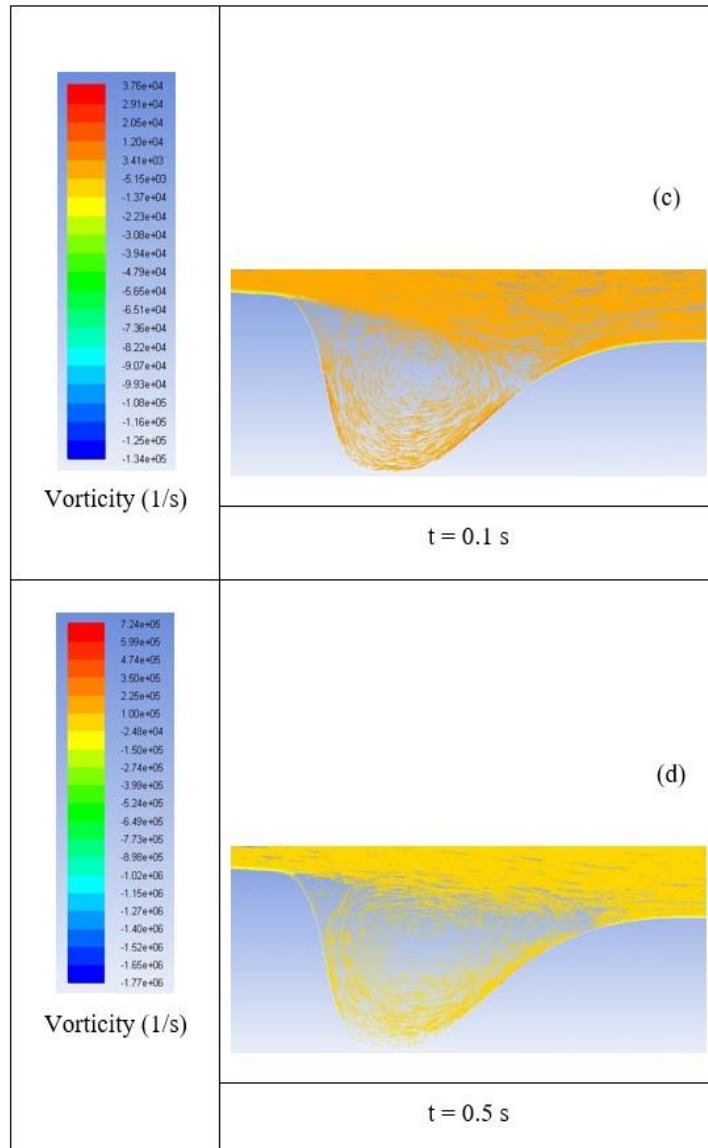 3.76e+04
2.91e+04
2.05e+04
1.20e+04
3.41e+03
-5.15e+03
-1.37e+04
-2.23e+04
-3.08e+04
-3.94e+04
-4.79e+04
-5.65e+04
-6.51e+04
-7.36e+04
-8.22e+04
-9.07e+04
-9.93e+04
-1.08e+05
-1.16e+05
-1.25e+05
-1.34e+05
Vorticity (1/s)
(c)
t = 0.1 s
7.24e+05
5.99e+05
4.74e+05
3.50e+05
2.25e+05
1.00e+05
-2.48e+04
-1.50e+05
-2.74e+05
-3.99e+05
-5.24e+05
-6.49e+05
-7.73e+05
-8.98e+05
-1.02e+06
-1.15e+06
-1.27e+06
-1.40e+06
-1.52e+06
-1.65e+06
-1.77e+06
Vorticity (1/s)
(d)
t = 0.5 s